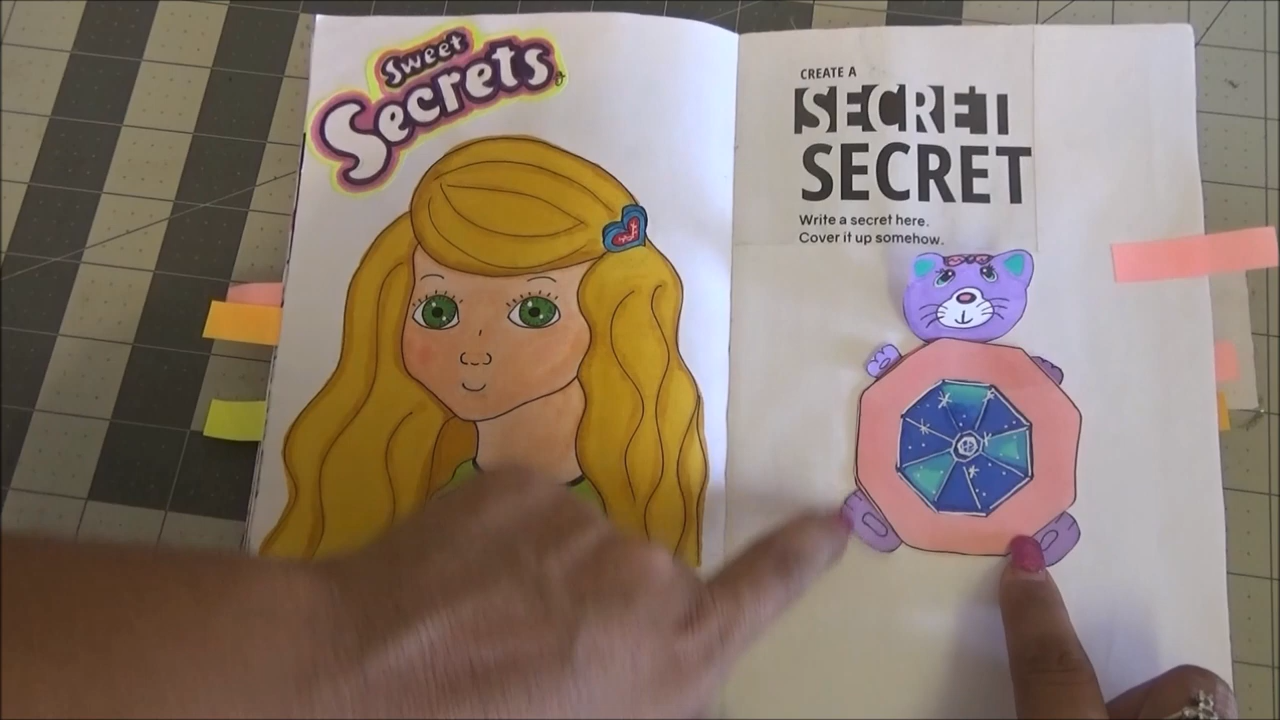 Sweet
Secrets
CREATE A
SECRET
SECRET
Write a secret here.
Cover it up somehow.